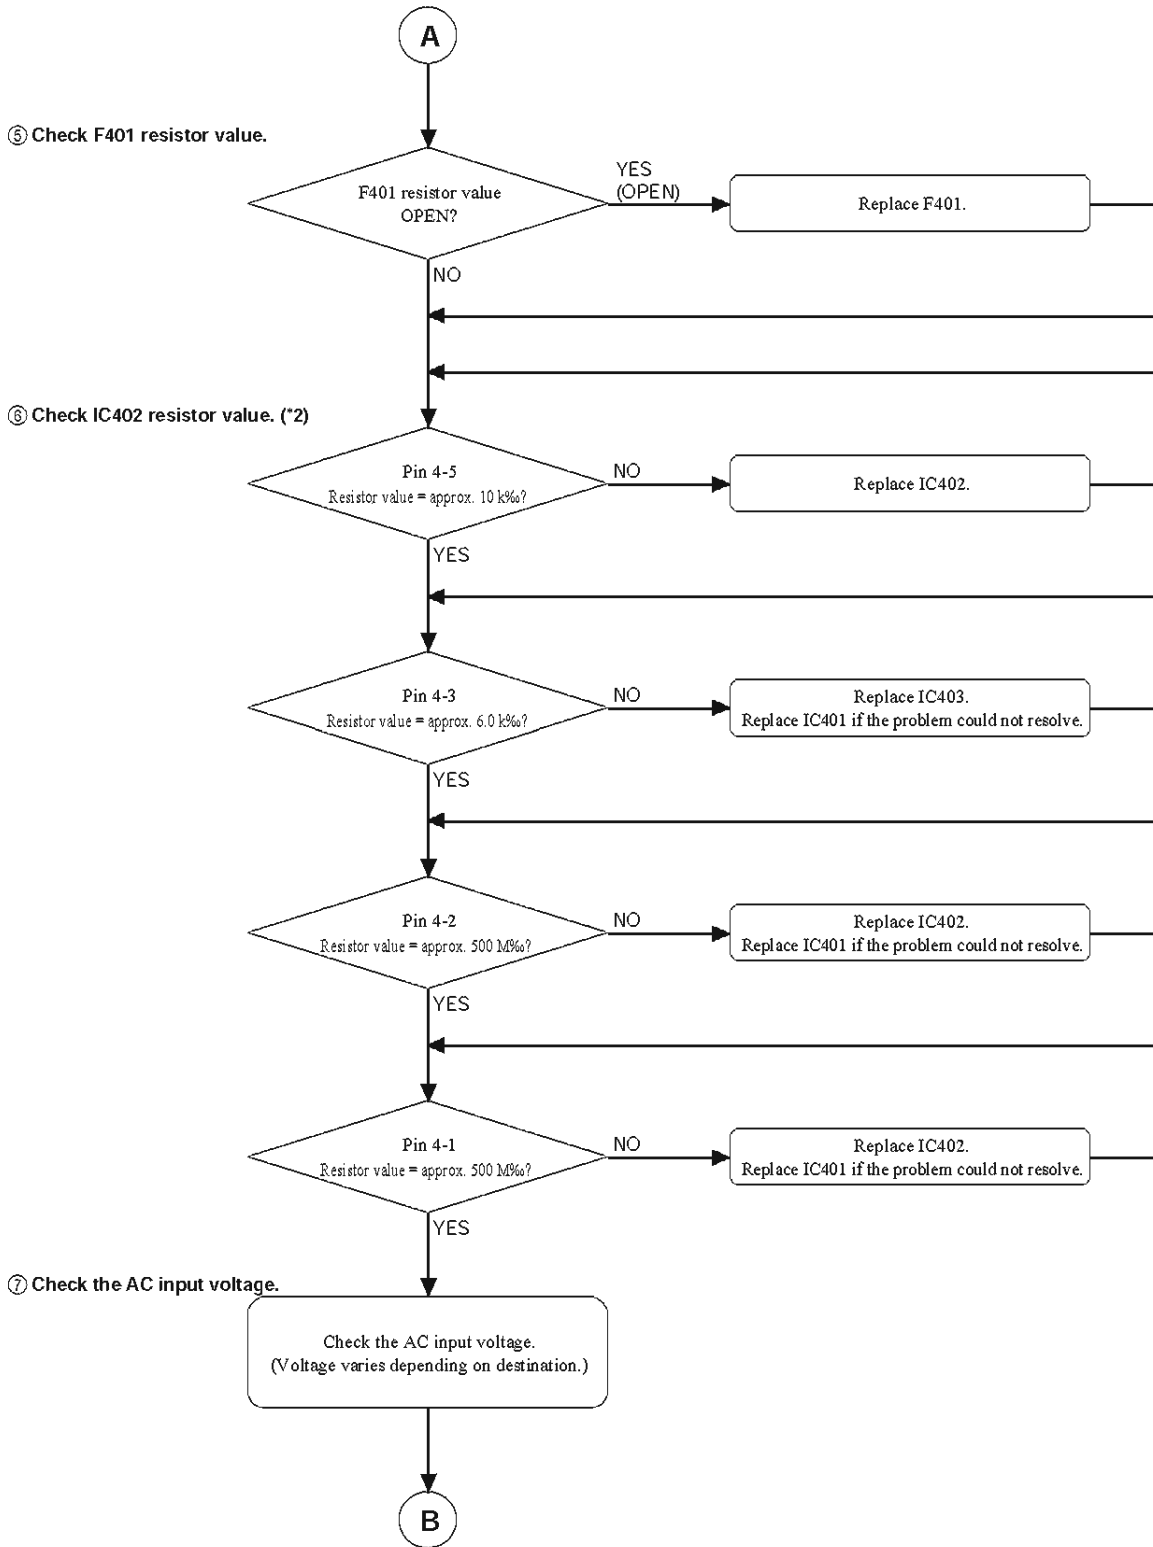 A
⑤ Check F401 resistor value.
F401 resistor value
OPEN?
YES
(OPEN)
Replace F401.
NO
⑥ Check IC402 resistor value. (*2)
Pin 4-5
Resistor value = approx. 10 k‰?
NO
Replace IC402.
YES
Pin 4-3
Resistor value = approx. 6.0 k‰?
NO
Replace IC403.
Replace IC401 if the problem could not resolve.
YES
Pin 4-2
Resistor value = approx. 500 M‰?
NO
Replace IC402.
Replace IC401 if the problem could not resolve.
YES
Pin 4-1
Resistor value = approx. 500 M‰?
NO
Replace IC402.
Replace IC401 if the problem could not resolve.
YES
⑦ Check the AC input voltage.
Check the AC input voltage.
(Voltage varies depending on destination.)
B